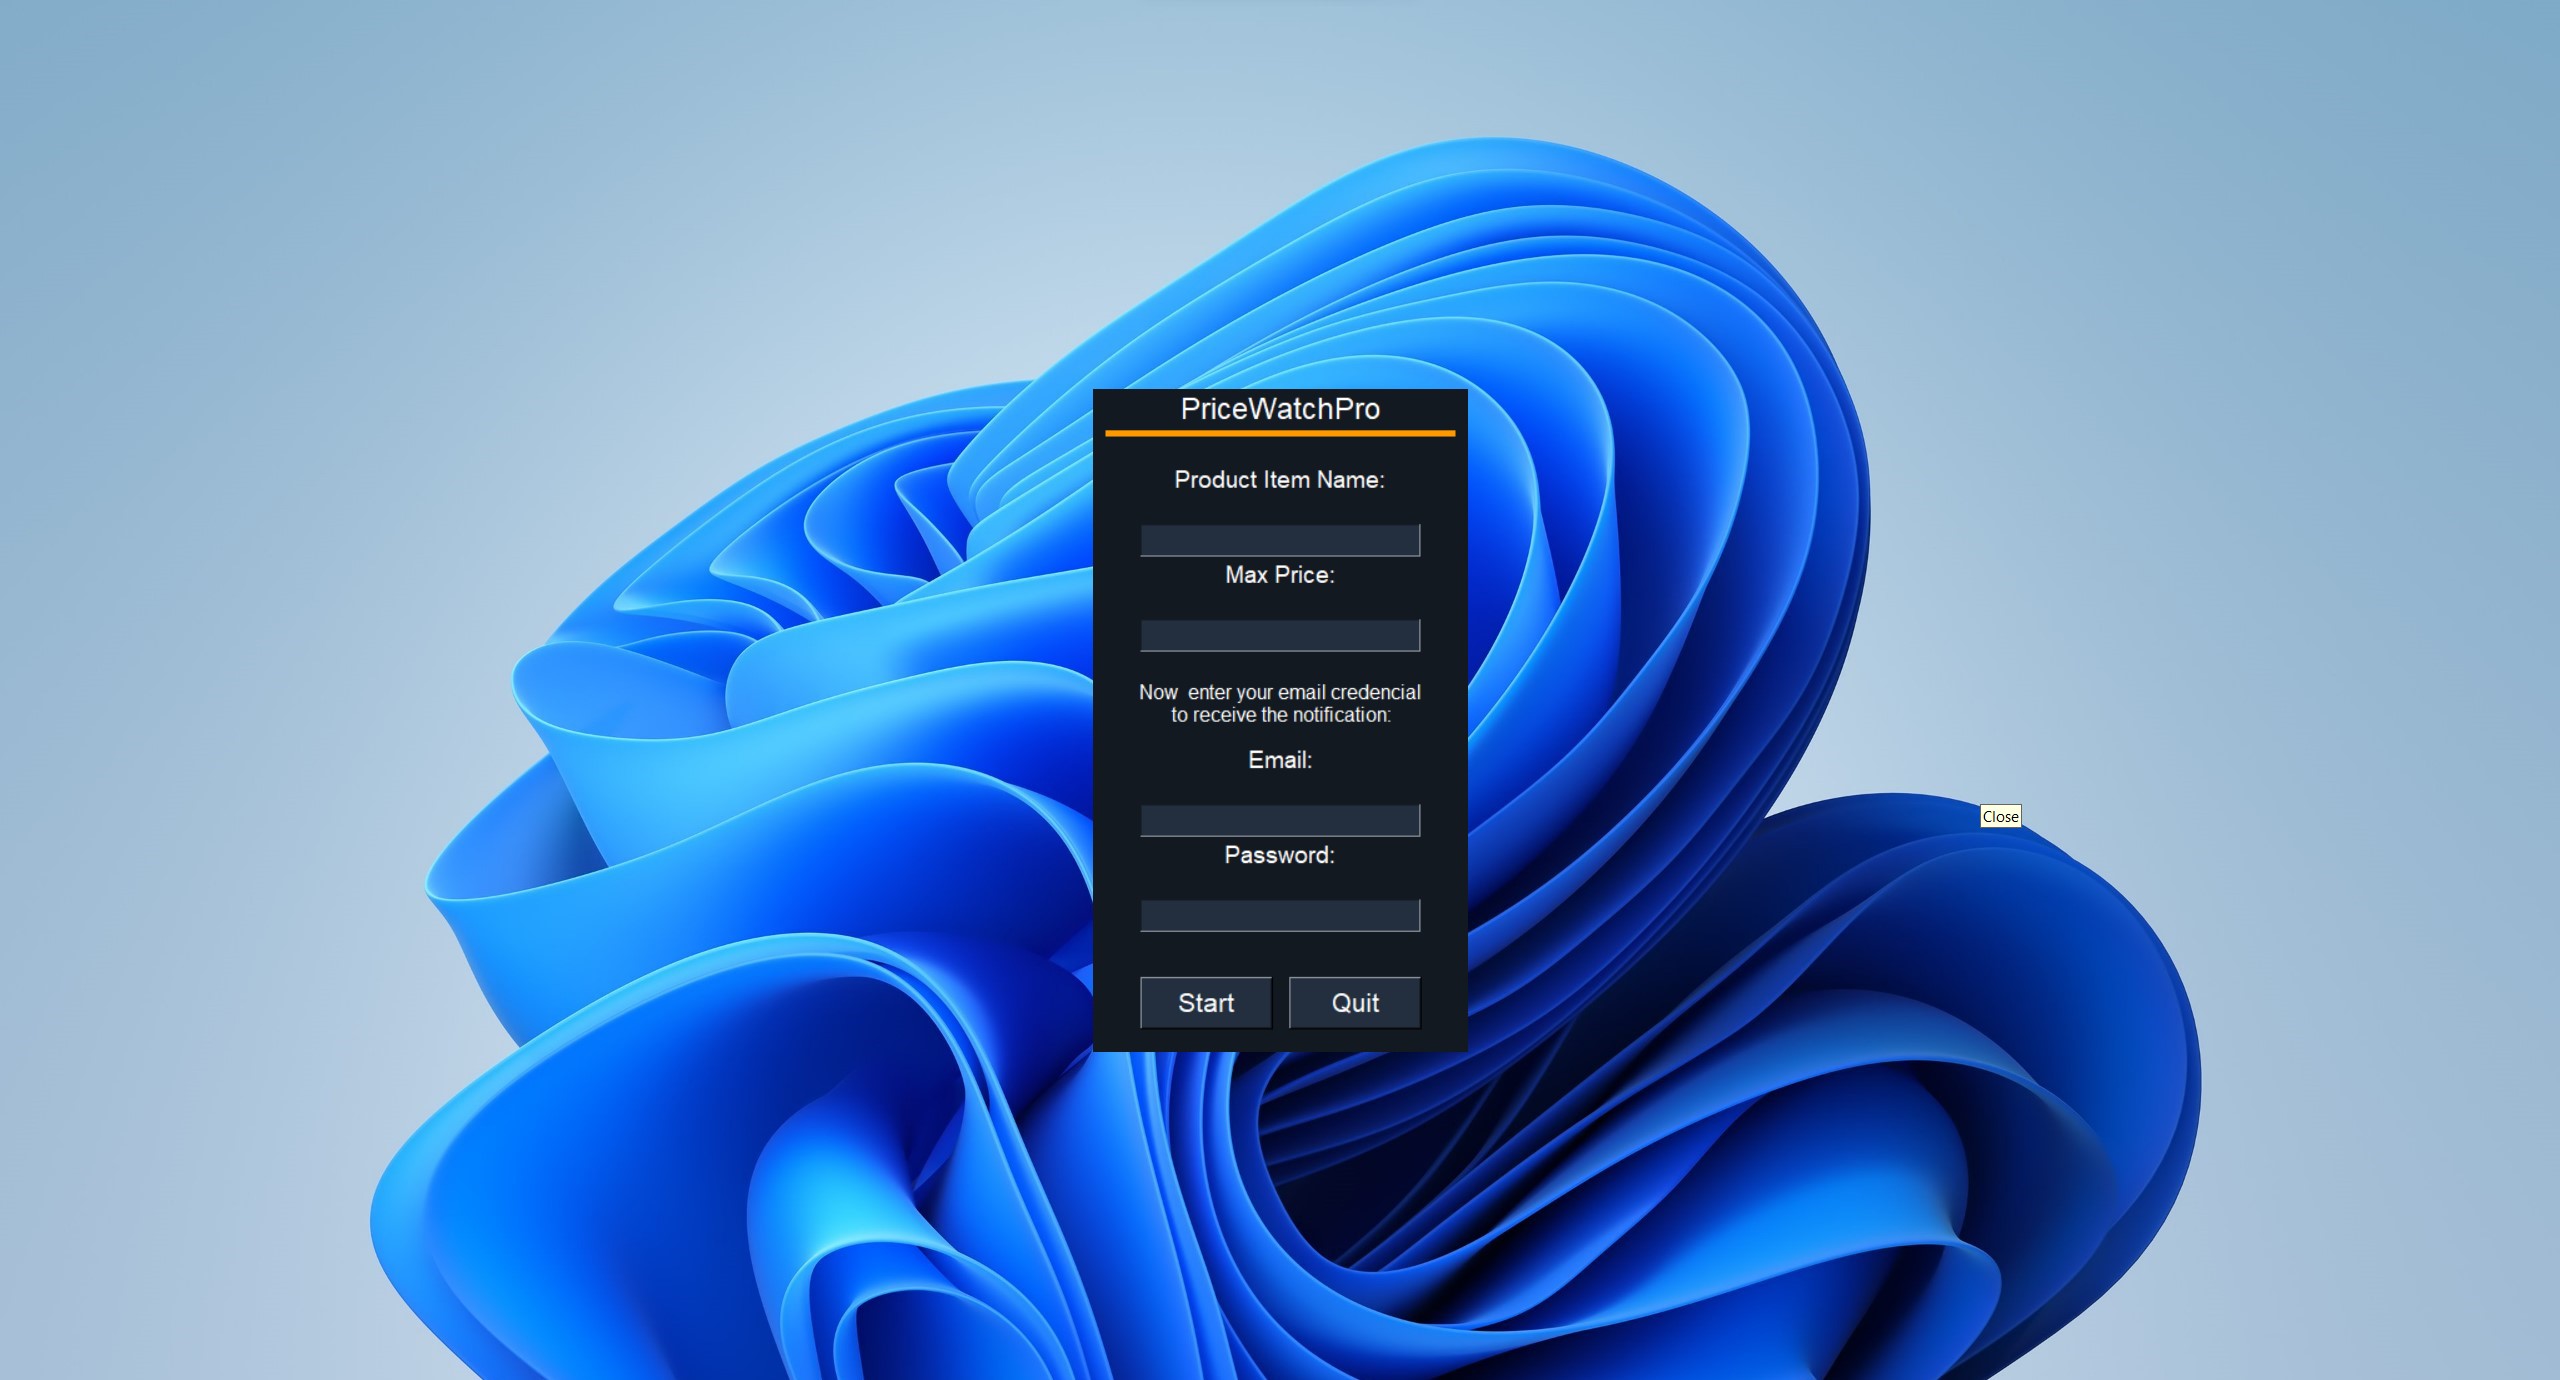 PriceWatchPro
Product Item Name:
Max Price:
Now  enter your email credencial
to receive the notification:
Email:
Password:
Start
Quit
Close